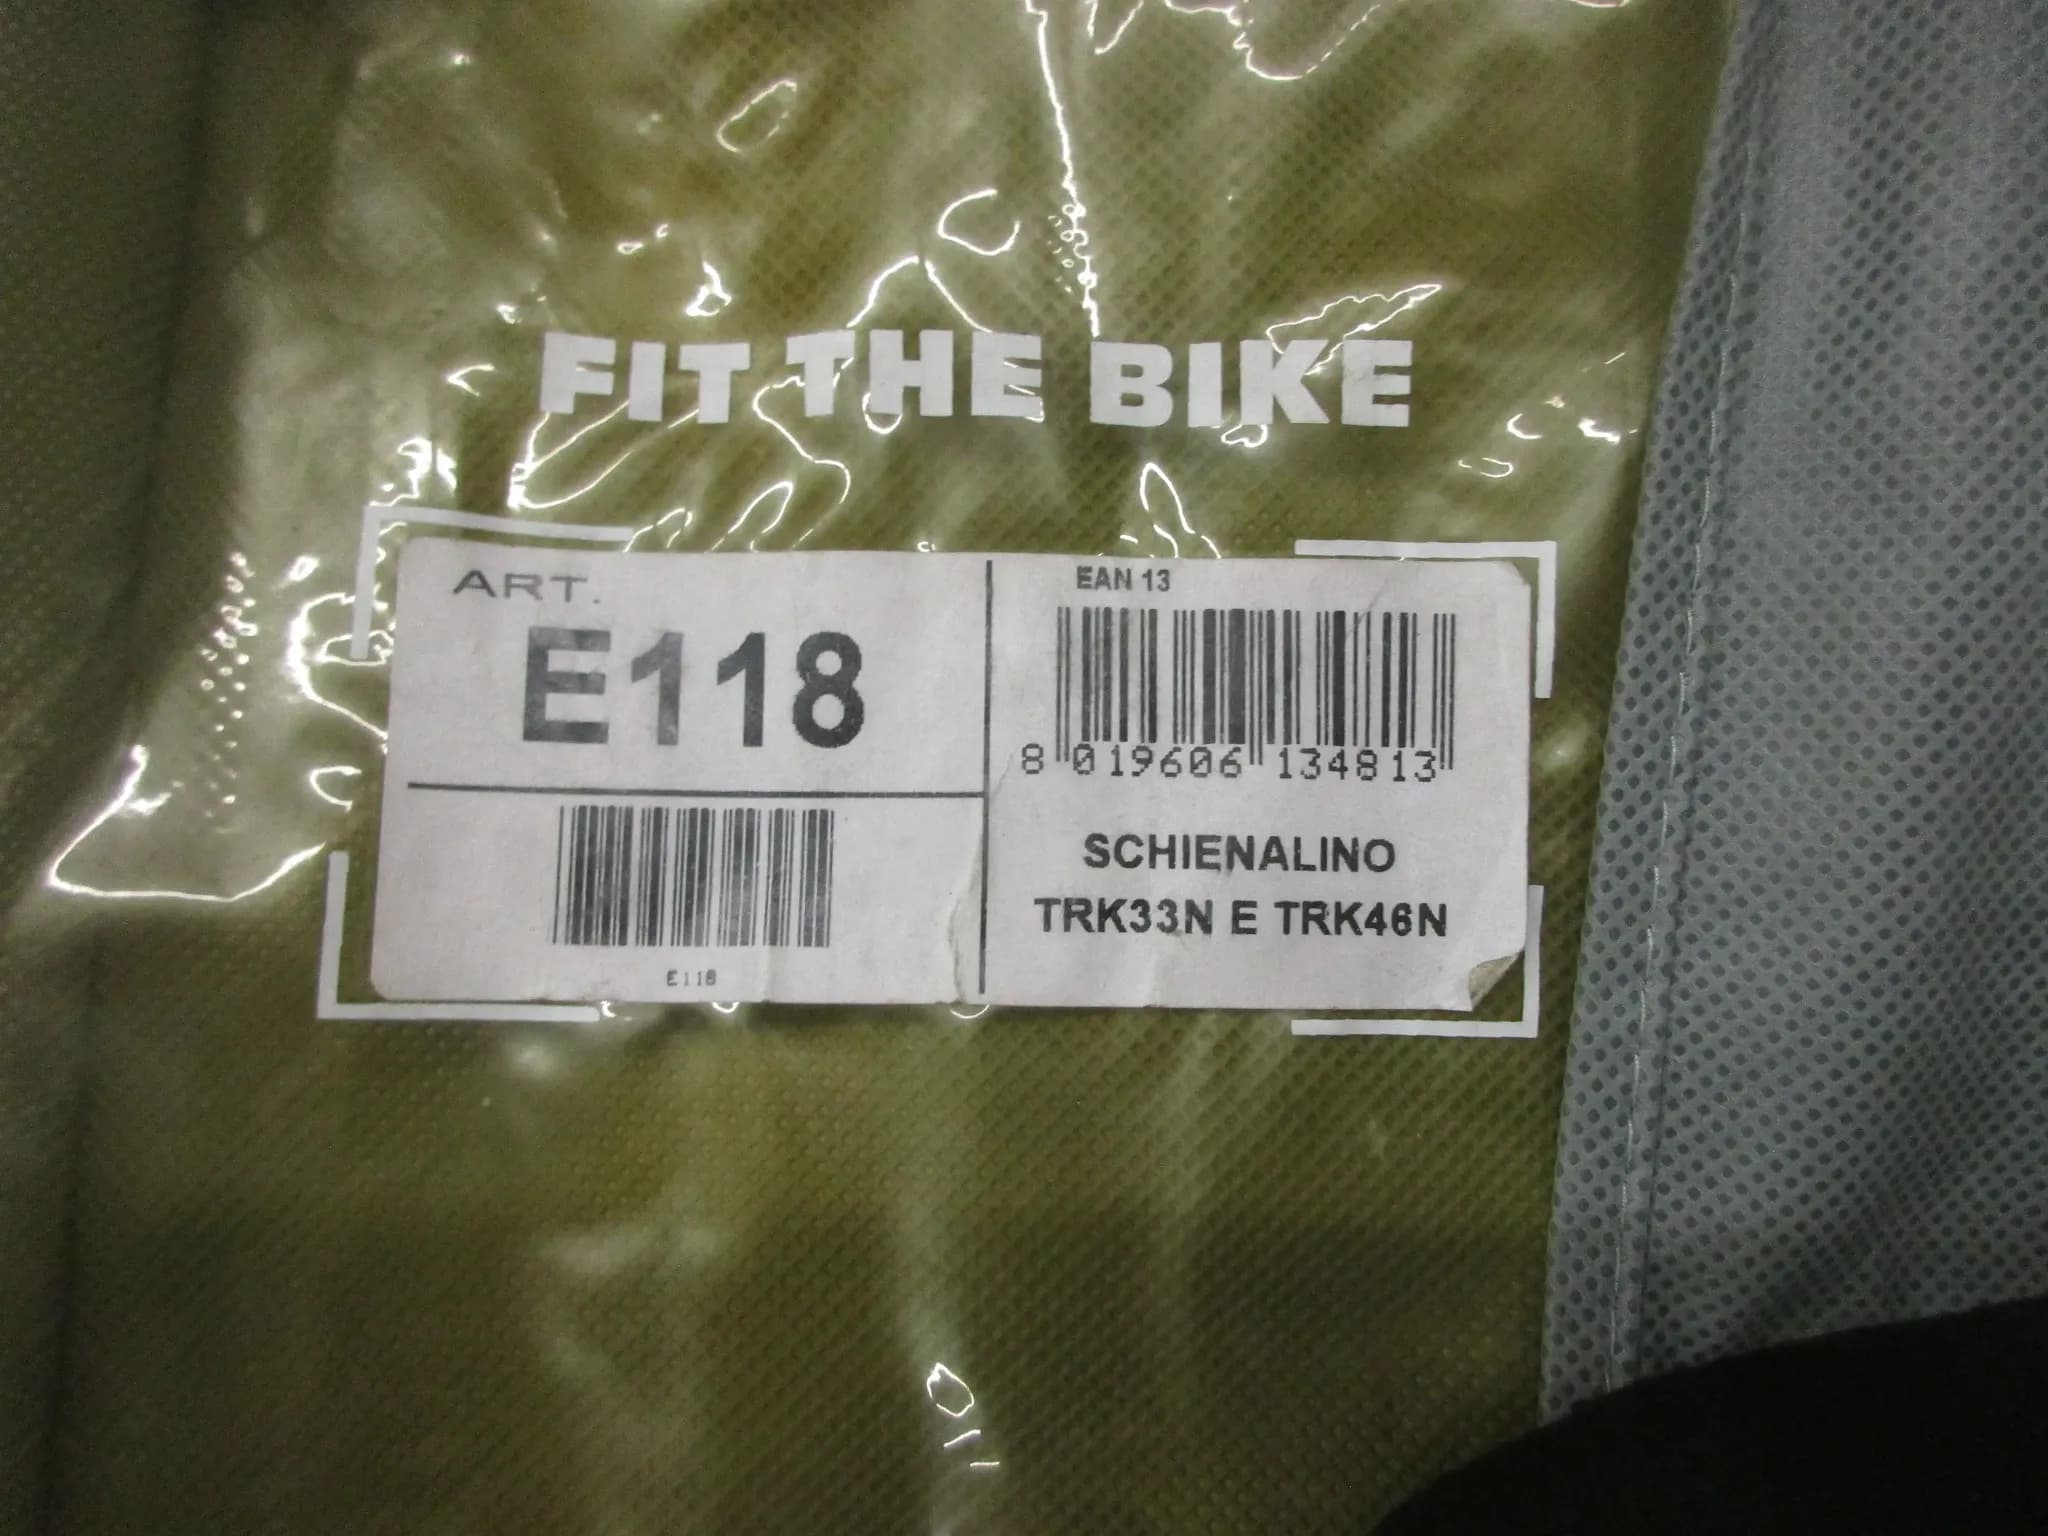 FIT THE BIKE
ART.
E118
E118
EAN 13
8 019606 134813
SCHIENALINO
TRK33N E TRK46N